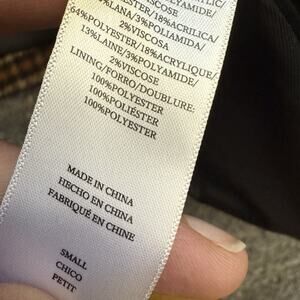 POLYAMIDE/
ESTER/18% ACRILICA/
LANA/3%POLIAMIDA/
2%VISCOSA
64%POLYESTER/18%ACRYLIQUE/
13%LAINE/3%POLYAMIDE/
2%VISCOSE
LINING/FORRO/DOUBLURE:
100%POLYESTER
100%POLIÉSTER
100%POLYESTER
MADE IN CHINA
HECHO EN CHINA
FABRIQUÉ EN CHINE
SMALL
CHICO
PETIT